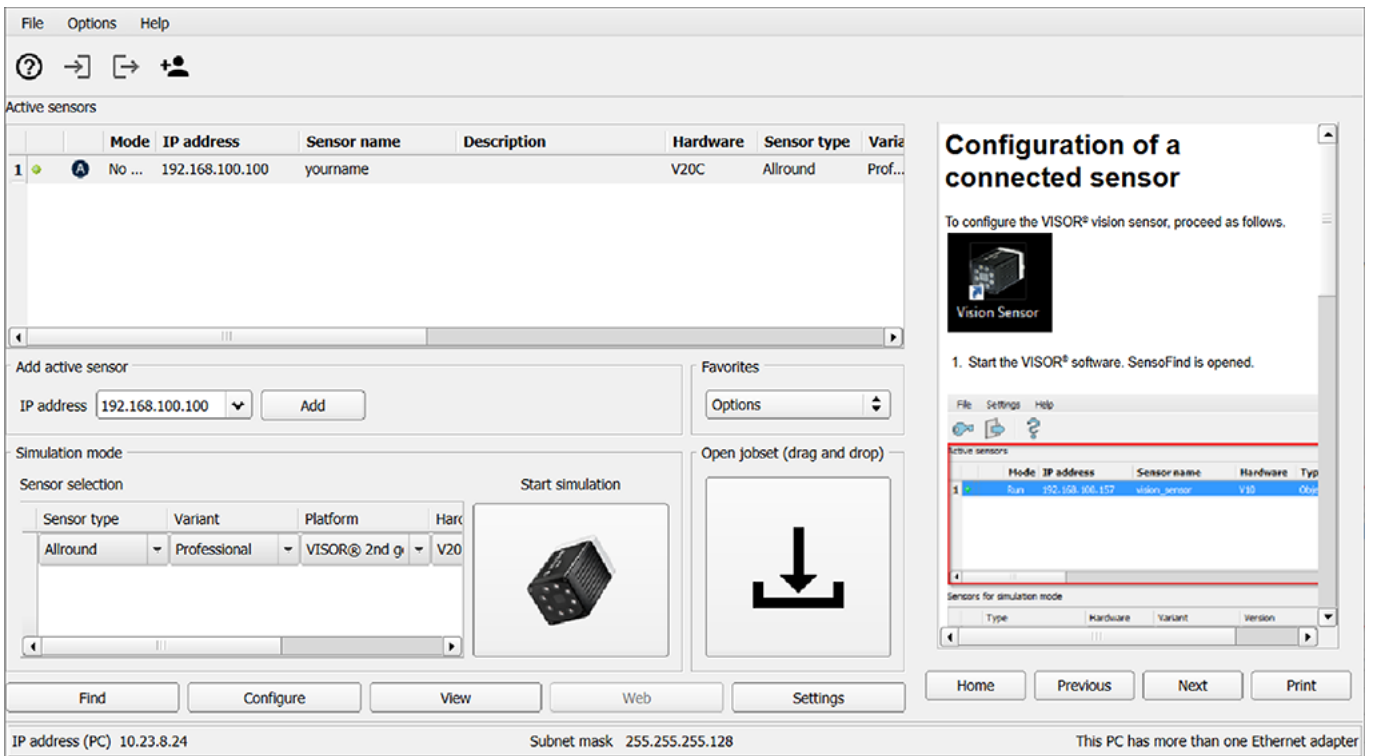 File Options Help
Active sensors
Mode IP address Sensor name Description Hardware Sensor type Varia
1 A No ... 192.168.100.100 yourname V20C Allround Prof...
Add active sensor
IP address 192.168.100.100 Add
Favorites
Options
Simulation mode
Sensor selection
Sensor type Variant Platform Hard
Allround Professional VISOR® 2nd g V20
Start simulation
Open jobset (drag and drop)
Find Configure View Web Settings
Configuration of a
connected sensor
To configure the VISOR® vision sensor, proceed as follows.
Vision Sensor
1. Start the VISOR® software. SensoFind is opened.
File Settings Help
Active sensors
Mode IP address Sensor name Hardware Typ
1 Run 192.168.100.157 vision_sensor V10 Obje
Sensors for simulation mode
Type Hardware Variant Version
Home Previous Next Print
IP address (PC) 10.23.8.24 Subnet mask 255.255.255.128 This PC has more than one Ethernet adapter